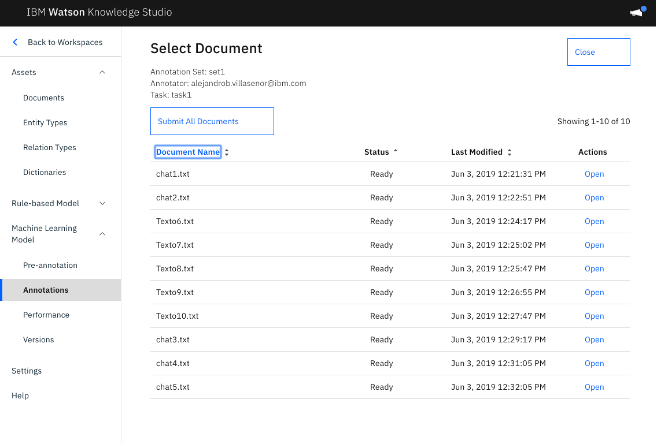 IBM Watson Knowledge Studio
Back to Workspaces
Assets
Documents
Entity Types
Relation Types
Dictionaries
Rule-based Model
Machine Learning
Model
Pre-annotation
Annotations
Performance
Versions
Settings
Help
Select Document
Close
Annotation Set: set1
Annotator: alejandrob.villasenor@ibm.com
Task: task1
Submit All Documents
Showing 1-10 of 10
Document Name Status Last Modified Actions
chat1.txt Ready Jun 3, 2019 12:21:31 PM Open
chat2.txt Ready Jun 3, 2019 12:22:51 PM Open
Texto6.txt Ready Jun 3, 2019 12:24:17 PM Open
Texto7.txt Ready Jun 3, 2019 12:25:02 PM Open
Texto8.txt Ready Jun 3, 2019 12:25:47 PM Open
Texto9.txt Ready Jun 3, 2019 12:26:55 PM Open
Texto10.txt Ready Jun 3, 2019 12:27:47 PM Open
chat3.txt Ready Jun 3, 2019 12:29:17 PM Open
chat4.txt Ready Jun 3, 2019 12:31:05 PM Open
chat5.txt Ready Jun 3, 2019 12:32:05 PM Open